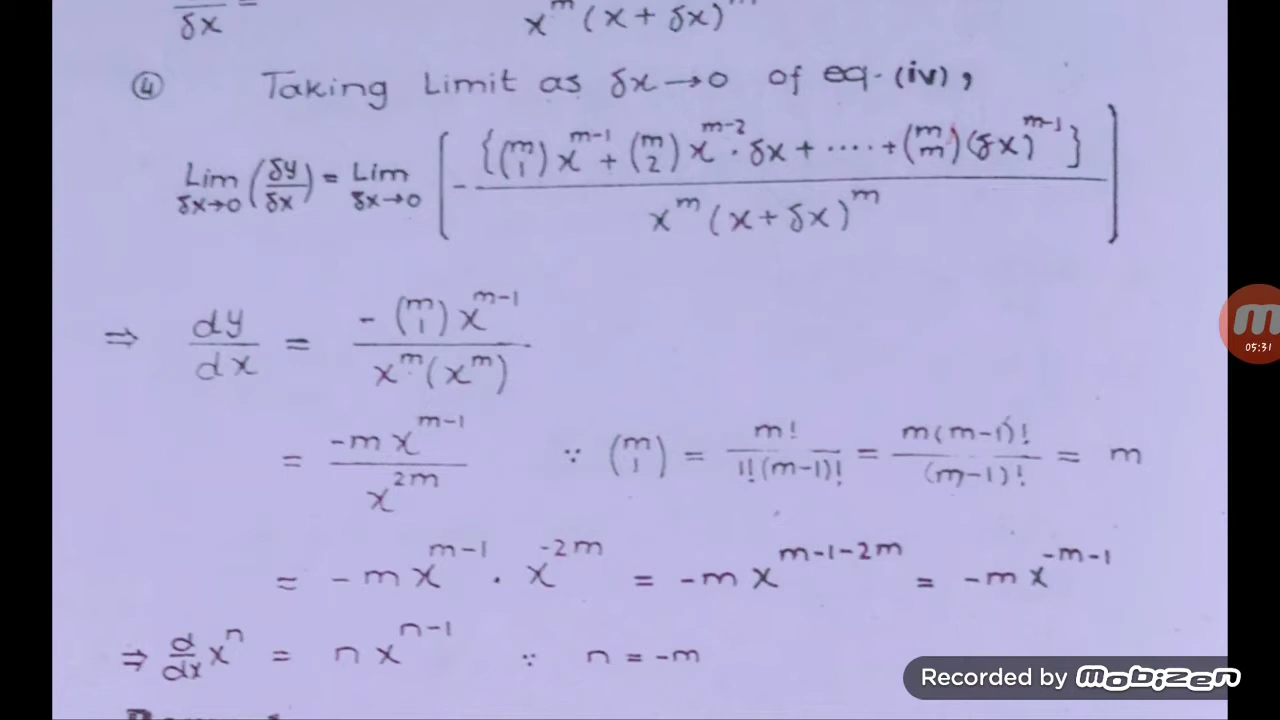 δx = x^m (x + δx)^m
④ Taking Limit as δx→0 of eq. (iv),
Lim δx→0 (δy/δx) = Lim δx→0 [ - {(m 1) x^(m-1) + (m 2) x^(m-2) · δx + ····· + (m m)(δx)^(m-1)} / x^m (x + δx)^m ]
⇒ dy/dx = - (m 1) x^(m-1) / x^m (x^m)
= -m x^(m-1) / x^(2m) ∵ (m 1) = m! / 1!(m-1)! = m(m-1)! / (m-1)! = m
= -m x^(m-1) · x^(-2m) = -m x^(m-1-2m) = -m x^(-m-1)
⇒ d/dx x^n = n x^(n-1) ∵ n = -m
05:31
Recorded by mobizen